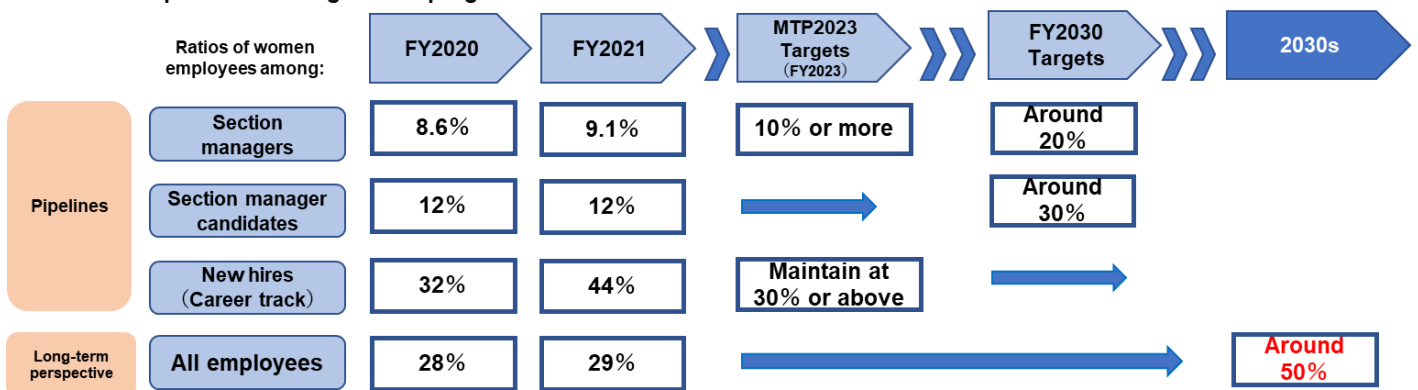 Ratios of women
employees among:
FY2020
FY2021
MTP2023
Targets
(FY2023)
FY2030
Targets
2030s
Pipelines
Section
managers
8.6%
9.1%
10% or more
Around
20%
Section manager
candidates
12%
12%
Around
30%
New hires
(Career track)
32%
44%
Maintain at
30% or above
Long-term
perspective
All employees
28%
29%
Around
50%